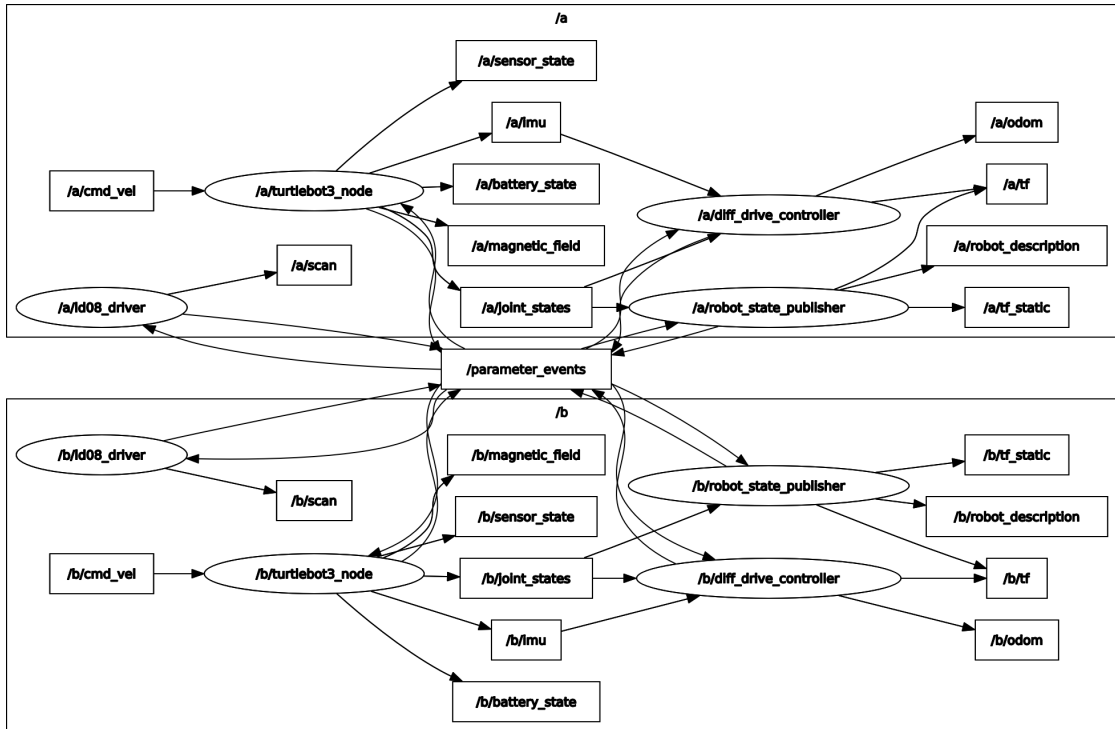 /a
/a/sensor_state
/a/imu
/a/odom
/a/cmd_vel
/a/turtlebot3_node
/a/battery_state
/a/tf
/a/diff_drive_controller
/a/magnetic_field
/a/robot_description
/a/scan
/a/ld08_driver
/a/joint_states
/a/robot_state_publisher
/a/tf_static
/parameter_events
/b
/b/ld08_driver
/b/magnetic_field
/b/tf_static
/b/robot_state_publisher
/b/scan
/b/sensor_state
/b/robot_description
/b/cmd_vel
/b/turtlebot3_node
/b/joint_states
/b/diff_drive_controller
/b/tf
/b/imu
/b/odom
/b/battery_state